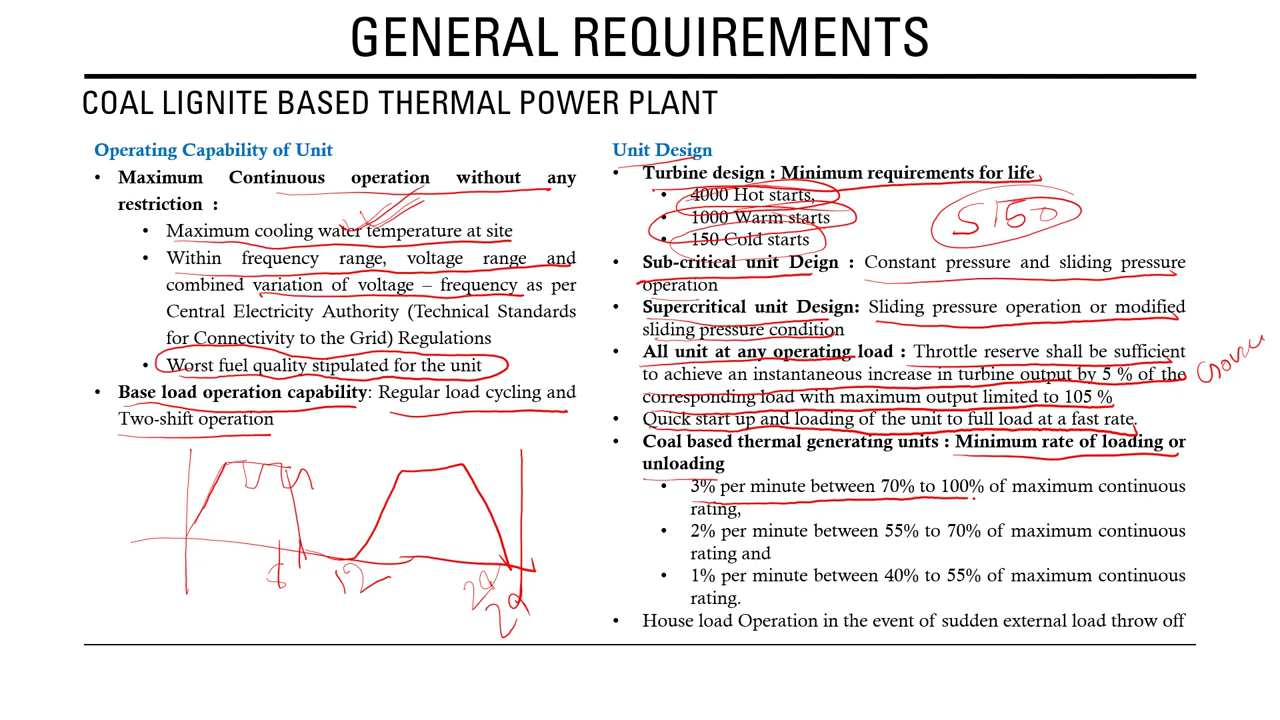 GENERAL REQUIREMENTS
COAL LIGNITE BASED THERMAL POWER PLANT
Operating Capability of Unit
• Maximum Continuous operation without any
restriction :
• Maximum cooling water temperature at site
• Within frequency range, voltage range and
combined variation of voltage – frequency as per
Central Electricity Authority (Technical Standards
for Connectivity to the Grid) Regulations
• Worst fuel quality stipulated for the unit
• Base load operation capability: Regular load cycling and
Two-shift operation
12
24
24
Unit Design
• Turbine design : Minimum requirements for life
• 4000 Hot starts,
• 1000 Warm starts
• 150 Cold starts
5150
• Sub-critical unit Deign : Constant pressure and sliding pressure
operation
• Supercritical unit Design: Sliding pressure operation or modified
sliding pressure condition
• All unit at any operating load : Throttle reserve shall be sufficient
to achieve an instantaneous increase in turbine output by 5 % of the
corresponding load with maximum output limited to 105 %
• Quick start up and loading of the unit to full load at a fast rate.
• Coal based thermal generating units : Minimum rate of loading or
unloading
• 3% per minute between 70% to 100% of maximum continuous
rating,
• 2% per minute between 55% to 70% of maximum continuous
rating and
• 1% per minute between 40% to 55% of maximum continuous
rating.
• House load Operation in the event of sudden external load throw off